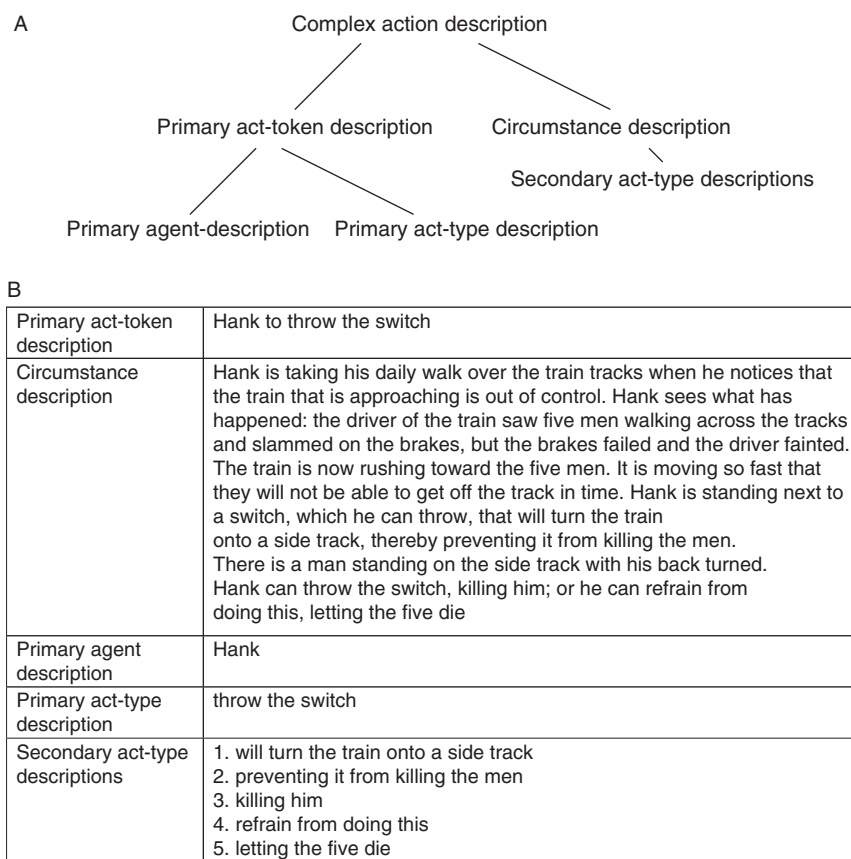 A
Complex action description
Primary act-token description
Circumstance description
Secondary act-type descriptions
Primary agent-description
Primary act-type description
B
Primary act-token
description
Hank to throw the switch
Circumstance
description
Hank is taking his daily walk over the train tracks when he notices that
the train that is approaching is out of control. Hank sees what has
happened: the driver of the train saw five men walking across the tracks
and slammed on the brakes, but the brakes failed and the driver fainted.
The train is now rushing toward the five men. It is moving so fast that
they will not be able to get off the track in time. Hank is standing next to
a switch, which he can throw, that will turn the train
onto a side track, thereby preventing it from killing the men.
There is a man standing on the side track with his back turned.
Hank can throw the switch, killing him; or he can refrain from
doing this, letting the five die
Primary agent
description
Hank
Primary act-type
description
throw the switch
Secondary act-type
descriptions
1. will turn the train onto a side track
2. preventing it from killing the men
3. killing him
4. refrain from doing this
5. letting the five die